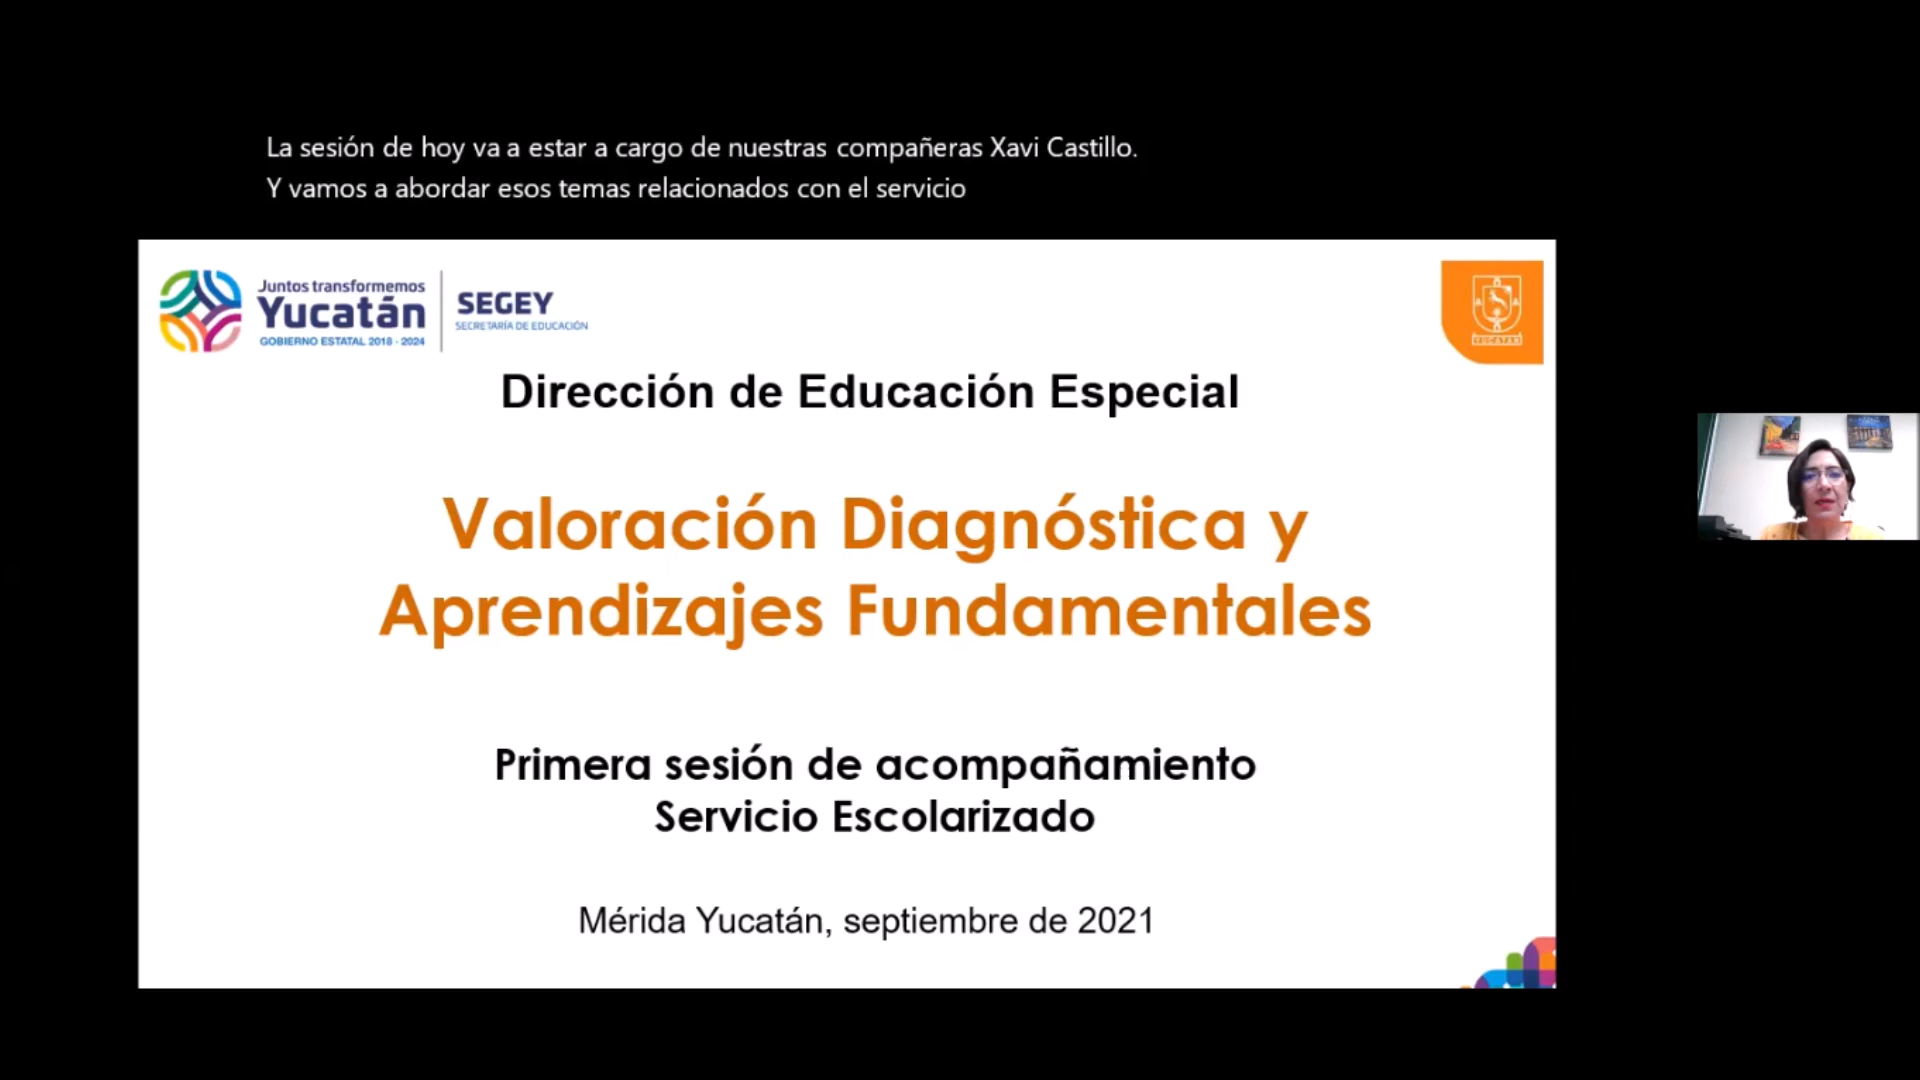 La sesión de hoy va a estar a cargo de nuestras compañeras Xavi Castillo.
Y vamos a abordar esos temas relacionados con el servicio
Juntos transformemos
Yucatán
GOBIERNO ESTATAL 2018 - 2024
SEGEY
SECRETARÍA DE EDUCACIÓN
YUCATÁN
Dirección de Educación Especial
Valoración Diagnóstica y
Aprendizajes Fundamentales
Primera sesión de acompañamiento
Servicio Escolarizado
Mérida Yucatán, septiembre de 2021